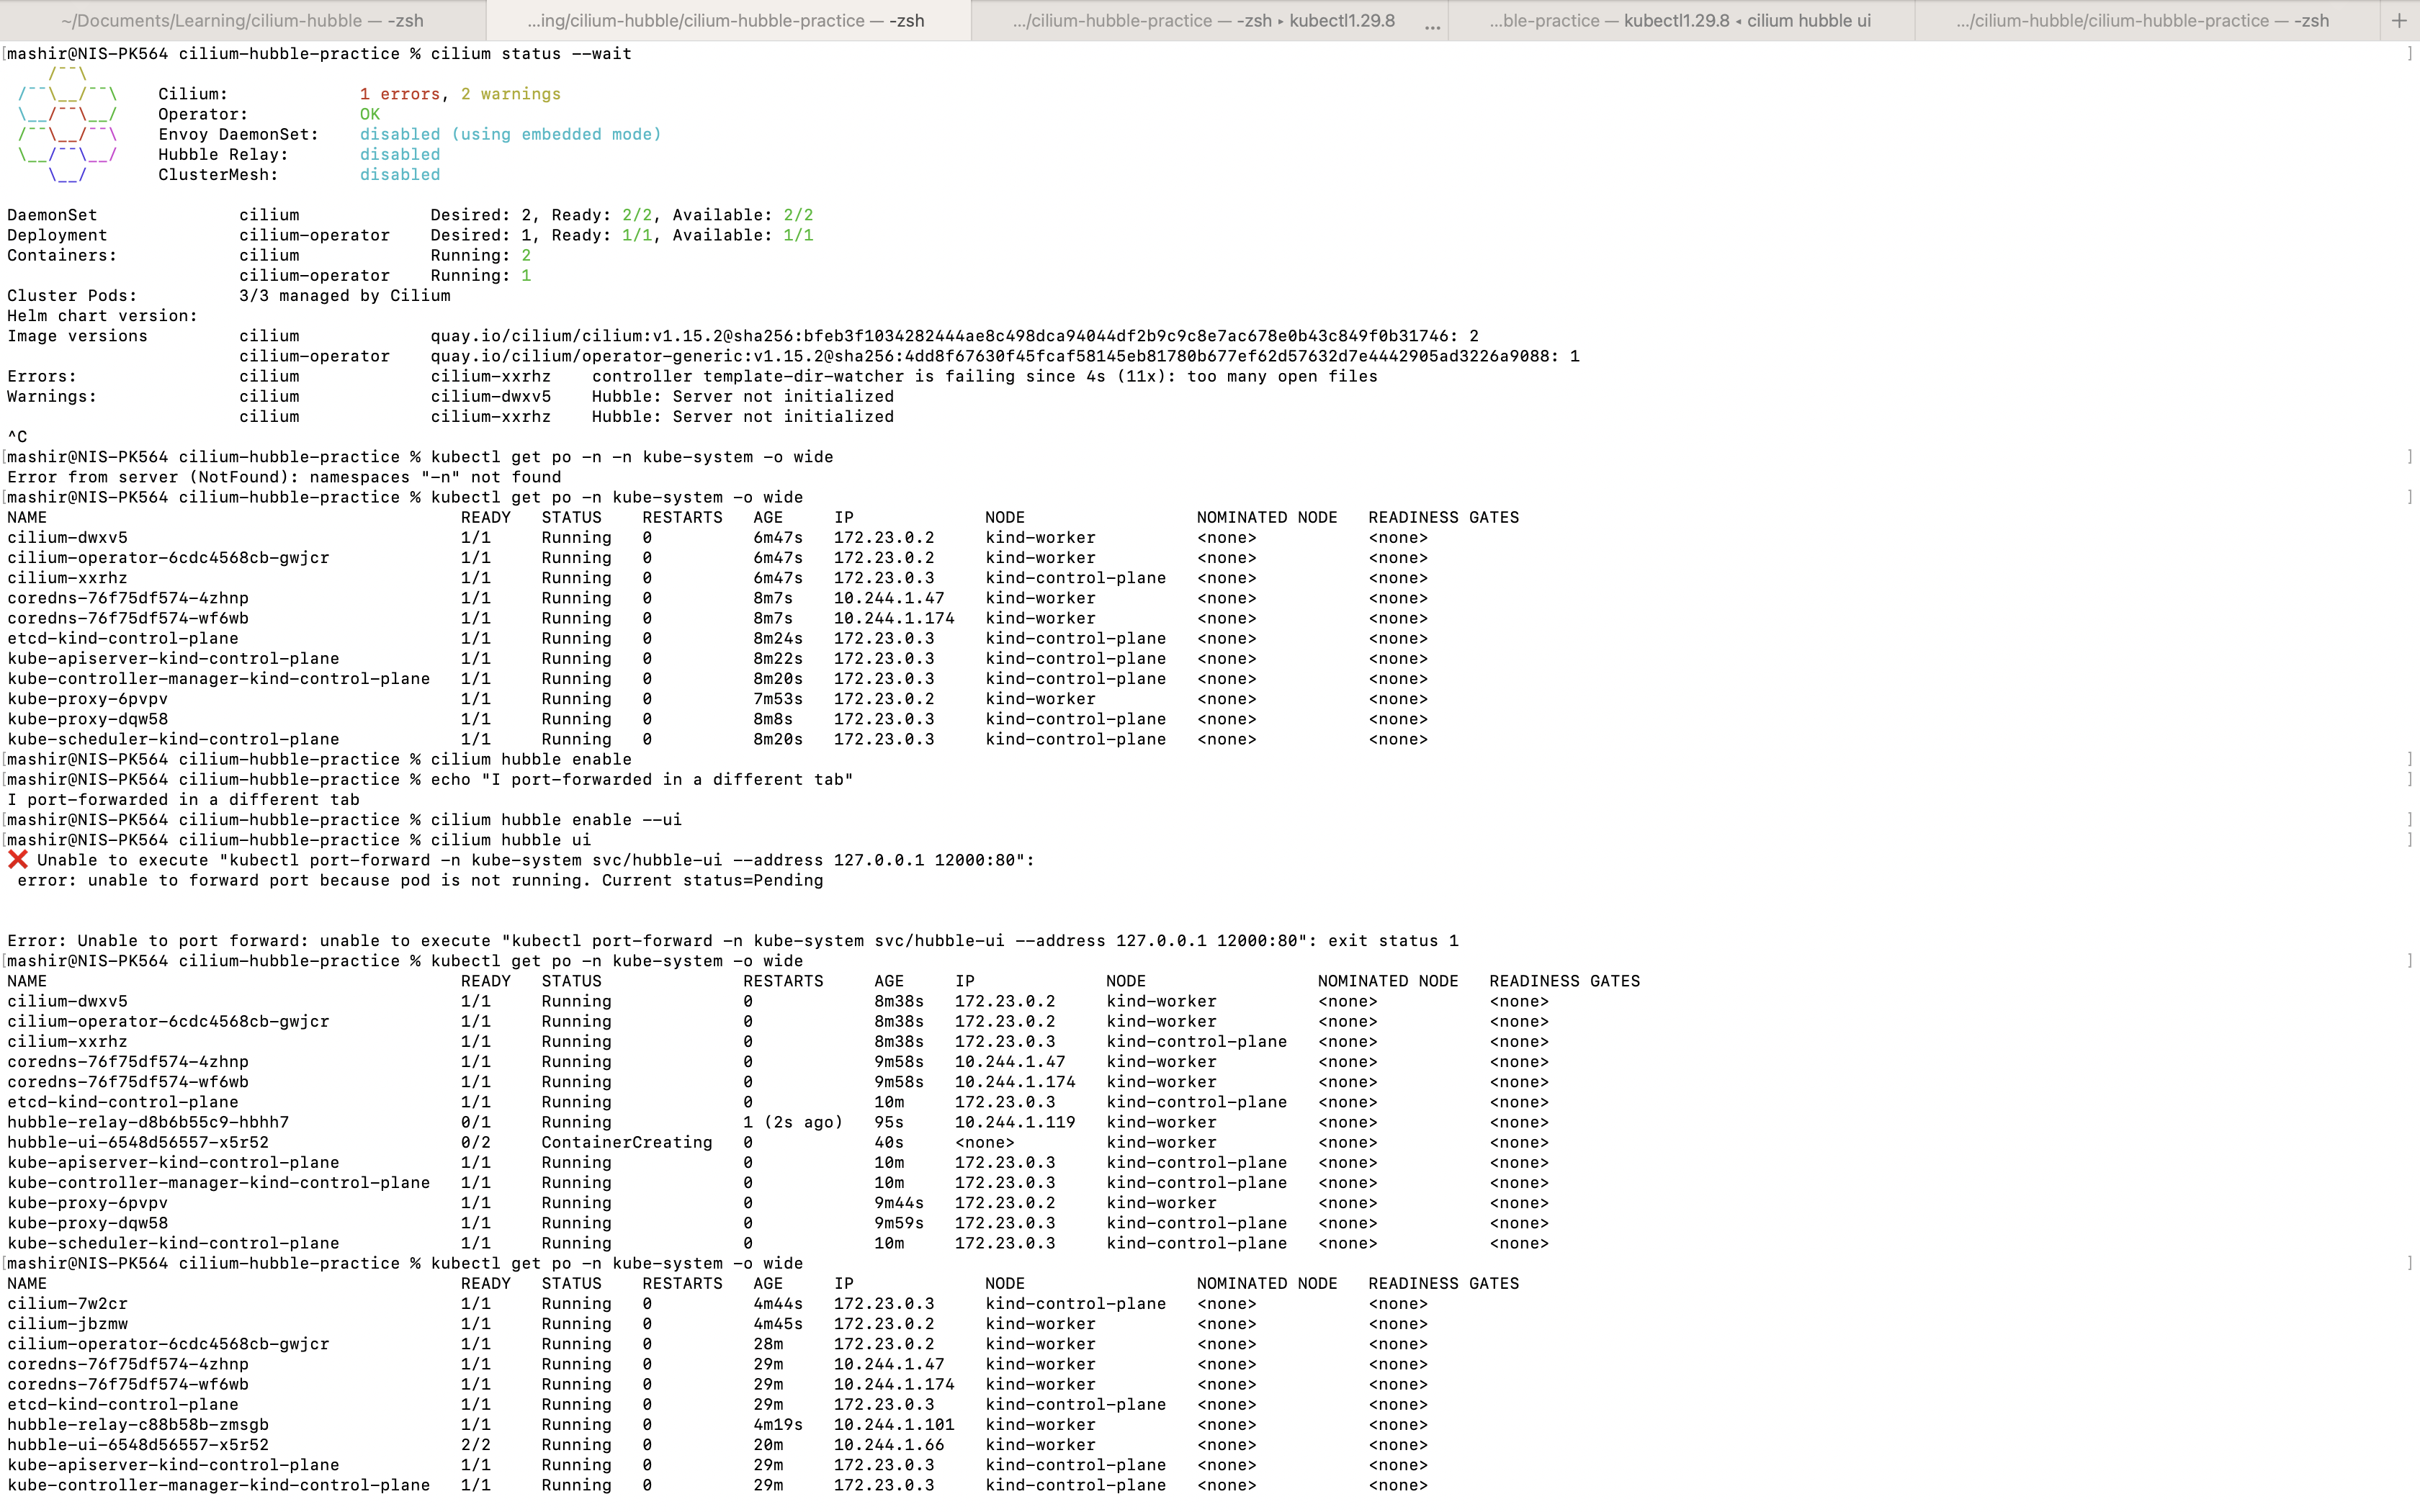 ~/Documents/Learning/cilium-hubble — -zsh
...ing/cilium-hubble/cilium-hubble-practice — -zsh
.../cilium-hubble-practice — -zsh ▸ kubectl1.29.8 ...
...ble-practice — kubectl1.29.8 ◂ cilium hubble ui
.../cilium-hubble/cilium-hubble-practice — -zsh +
[mashir@NIS-PK564 cilium-hubble-practice % cilium status --wait ]
/¯¯\
/¯¯\__/¯¯\ Cilium: 1 errors, 2 warnings
\__/¯¯\__/ Operator: OK
/¯¯\__/¯¯\ Envoy DaemonSet: disabled (using embedded mode)
\__/¯¯\__/ Hubble Relay: disabled
\__/ ClusterMesh: disabled
DaemonSet cilium Desired: 2, Ready: 2/2, Available: 2/2
Deployment cilium-operator Desired: 1, Ready: 1/1, Available: 1/1
Containers: cilium Running: 2
cilium-operator Running: 1
Cluster Pods: 3/3 managed by Cilium
Helm chart version:
Image versions cilium quay.io/cilium/cilium:v1.15.2@sha256:bfeb3f1034282444ae8c498dca94044df2b9c9c8e7ac678e0b43c849f0b31746: 2
cilium-operator quay.io/cilium/operator-generic:v1.15.2@sha256:4dd8f67630f45fcaf58145eb81780b677ef62d57632d7e4442905ad3226a9088: 1
Errors: cilium cilium-xxrhz controller template-dir-watcher is failing since 4s (11x): too many open files
Warnings: cilium cilium-dwxv5 Hubble: Server not initialized
cilium cilium-xxrhz Hubble: Server not initialized
^C
[mashir@NIS-PK564 cilium-hubble-practice % kubectl get po -n -n kube-system -o wide ]
Error from server (NotFound): namespaces "-n" not found
[mashir@NIS-PK564 cilium-hubble-practice % kubectl get po -n kube-system -o wide ]
NAME READY STATUS RESTARTS AGE IP NODE NOMINATED NODE READINESS GATES
cilium-dwxv5 1/1 Running 0 6m47s 172.23.0.2 kind-worker <none> <none>
cilium-operator-6cdc4568cb-gwjcr 1/1 Running 0 6m47s 172.23.0.2 kind-worker <none> <none>
cilium-xxrhz 1/1 Running 0 6m47s 172.23.0.3 kind-control-plane <none> <none>
coredns-76f75df574-4zhnp 1/1 Running 0 8m7s 10.244.1.47 kind-worker <none> <none>
coredns-76f75df574-wf6wb 1/1 Running 0 8m7s 10.244.1.174 kind-worker <none> <none>
etcd-kind-control-plane 1/1 Running 0 8m24s 172.23.0.3 kind-control-plane <none> <none>
kube-apiserver-kind-control-plane 1/1 Running 0 8m22s 172.23.0.3 kind-control-plane <none> <none>
kube-controller-manager-kind-control-plane 1/1 Running 0 8m20s 172.23.0.3 kind-control-plane <none> <none>
kube-proxy-6pvpv 1/1 Running 0 7m53s 172.23.0.2 kind-worker <none> <none>
kube-proxy-dqw58 1/1 Running 0 8m8s 172.23.0.3 kind-control-plane <none> <none>
kube-scheduler-kind-control-plane 1/1 Running 0 8m20s 172.23.0.3 kind-control-plane <none> <none>
[mashir@NIS-PK564 cilium-hubble-practice % cilium hubble enable ]
[mashir@NIS-PK564 cilium-hubble-practice % echo "I port-forwarded in a different tab" ]
I port-forwarded in a different tab
[mashir@NIS-PK564 cilium-hubble-practice % cilium hubble enable --ui ]
[mashir@NIS-PK564 cilium-hubble-practice % cilium hubble ui ]
❌ Unable to execute "kubectl port-forward -n kube-system svc/hubble-ui --address 127.0.0.1 12000:80":
error: unable to forward port because pod is not running. Current status=Pending
Error: Unable to port forward: unable to execute "kubectl port-forward -n kube-system svc/hubble-ui --address 127.0.0.1 12000:80": exit status 1
[mashir@NIS-PK564 cilium-hubble-practice % kubectl get po -n kube-system -o wide ]
NAME READY STATUS RESTARTS AGE IP NODE NOMINATED NODE READINESS GATES
cilium-dwxv5 1/1 Running 0 8m38s 172.23.0.2 kind-worker <none> <none>
cilium-operator-6cdc4568cb-gwjcr 1/1 Running 0 8m38s 172.23.0.2 kind-worker <none> <none>
cilium-xxrhz 1/1 Running 0 8m38s 172.23.0.3 kind-control-plane <none> <none>
coredns-76f75df574-4zhnp 1/1 Running 0 9m58s 10.244.1.47 kind-worker <none> <none>
coredns-76f75df574-wf6wb 1/1 Running 0 9m58s 10.244.1.174 kind-worker <none> <none>
etcd-kind-control-plane 1/1 Running 0 10m 172.23.0.3 kind-control-plane <none> <none>
hubble-relay-d8b6b55c9-hbhh7 0/1 Running 1 (2s ago) 95s 10.244.1.119 kind-worker <none> <none>
hubble-ui-6548d56557-x5r52 0/2 ContainerCreating 0 40s <none> kind-worker <none> <none>
kube-apiserver-kind-control-plane 1/1 Running 0 10m 172.23.0.3 kind-control-plane <none> <none>
kube-controller-manager-kind-control-plane 1/1 Running 0 10m 172.23.0.3 kind-control-plane <none> <none>
kube-proxy-6pvpv 1/1 Running 0 9m44s 172.23.0.2 kind-worker <none> <none>
kube-proxy-dqw58 1/1 Running 0 9m59s 172.23.0.3 kind-control-plane <none> <none>
kube-scheduler-kind-control-plane 1/1 Running 0 10m 172.23.0.3 kind-control-plane <none> <none>
[mashir@NIS-PK564 cilium-hubble-practice % kubectl get po -n kube-system -o wide ]
NAME READY STATUS RESTARTS AGE IP NODE NOMINATED NODE READINESS GATES
cilium-7w2cr 1/1 Running 0 4m44s 172.23.0.3 kind-control-plane <none> <none>
cilium-jbzmw 1/1 Running 0 4m45s 172.23.0.2 kind-worker <none> <none>
cilium-operator-6cdc4568cb-gwjcr 1/1 Running 0 28m 172.23.0.2 kind-worker <none> <none>
coredns-76f75df574-4zhnp 1/1 Running 0 29m 10.244.1.47 kind-worker <none> <none>
coredns-76f75df574-wf6wb 1/1 Running 0 29m 10.244.1.174 kind-worker <none> <none>
etcd-kind-control-plane 1/1 Running 0 29m 172.23.0.3 kind-control-plane <none> <none>
hubble-relay-c88b58b-zmsgb 1/1 Running 0 4m19s 10.244.1.101 kind-worker <none> <none>
hubble-ui-6548d56557-x5r52 2/2 Running 0 20m 10.244.1.66 kind-worker <none> <none>
kube-apiserver-kind-control-plane 1/1 Running 0 29m 172.23.0.3 kind-control-plane <none> <none>
kube-controller-manager-kind-control-plane 1/1 Running 0 29m 172.23.0.3 kind-control-plane <none> <none>